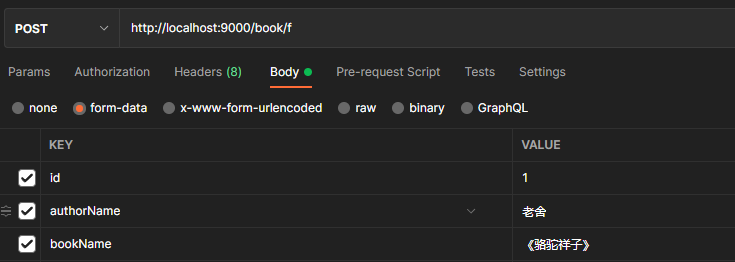 POST http://localhost:9000/book/f
Params Authorization Headers (8) Body Pre-request Script Tests Settings
none form-data x-www-form-urlencoded raw binary GraphQL
KEY VALUE
id 1
authorName 老舍
bookName 《骆驼祥子》